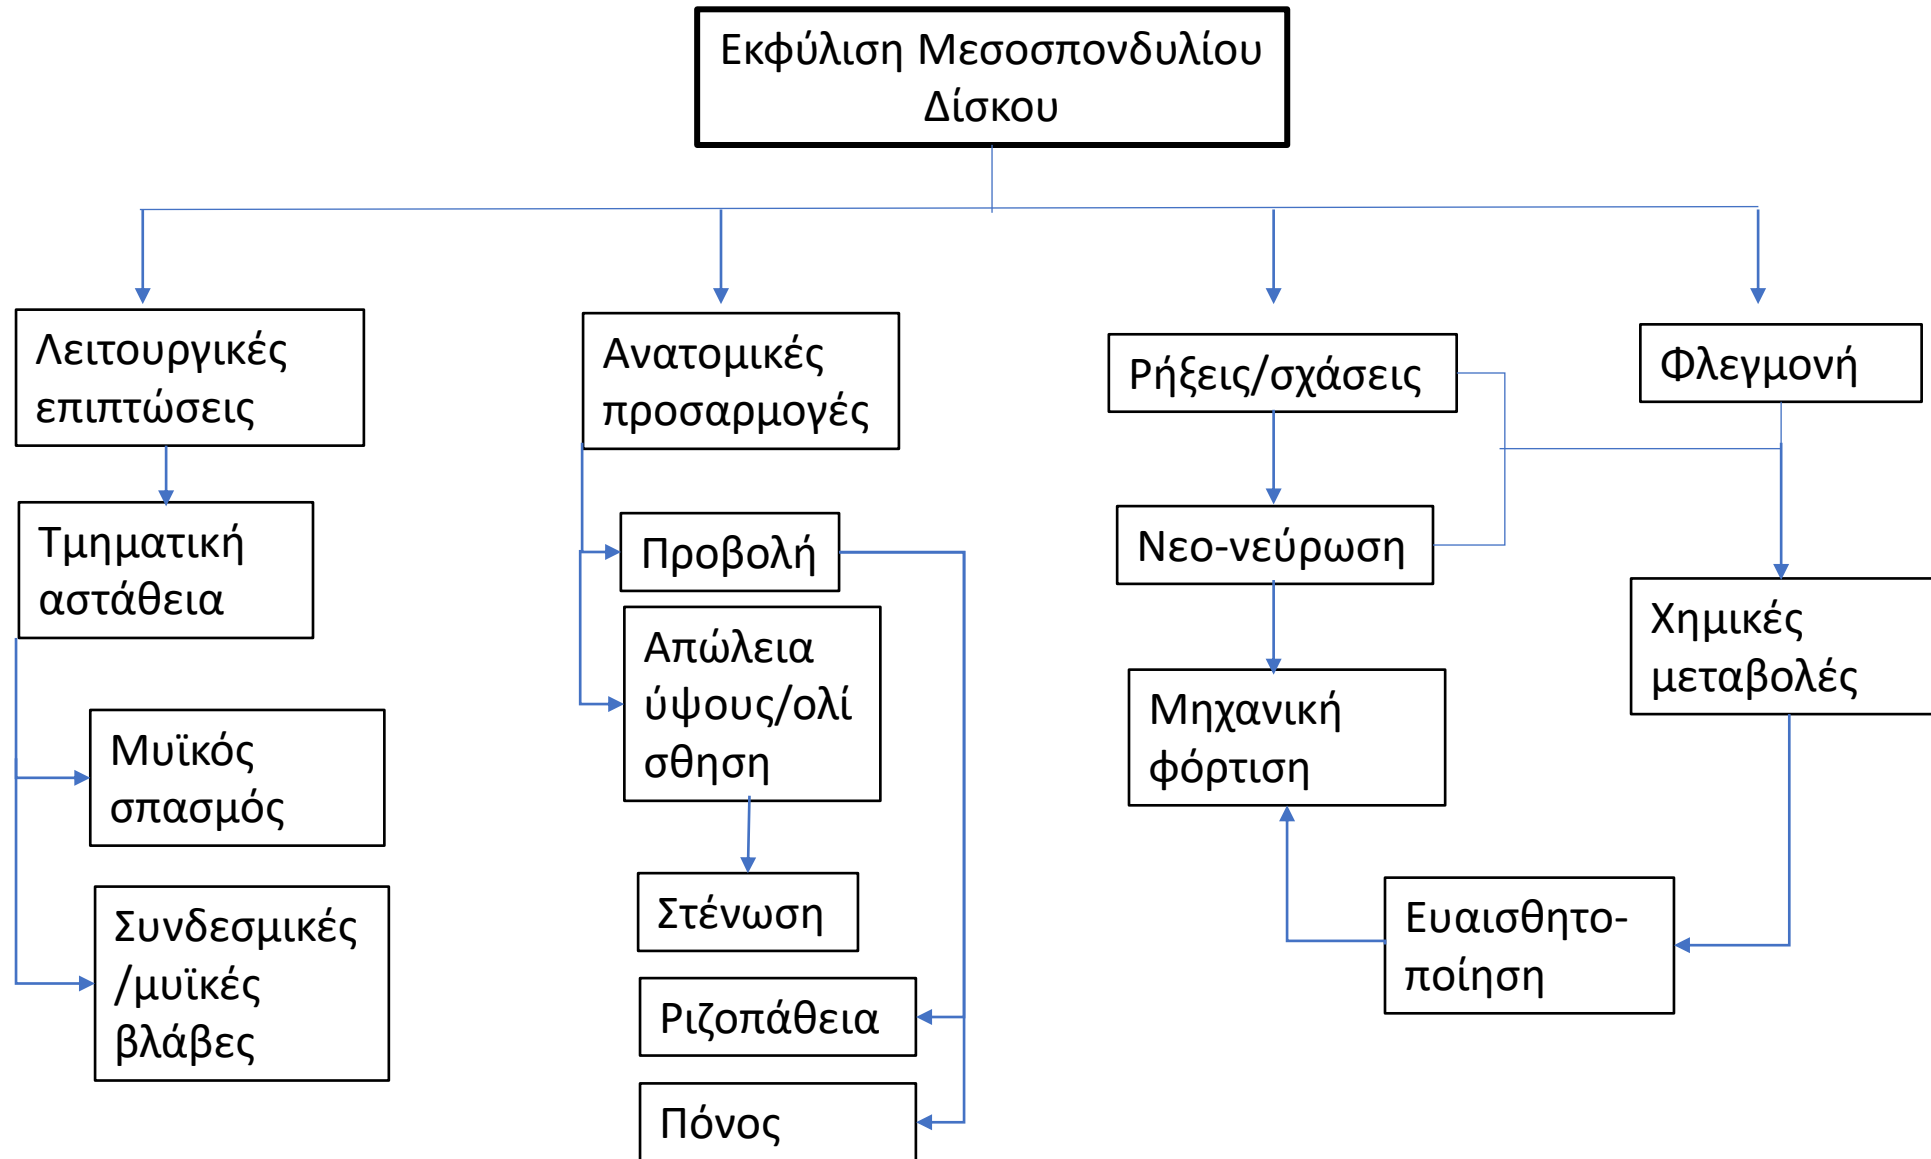 Εκφύλιση Μεσοσπονδυλίου
Δίσκου
Λειτουργικές
επιπτώσεις
Τμηματική
αστάθεια
Μυϊκός
σπασμός
Συνδεσμικές
/μυϊκές
βλάβες
Ανατομικές
προσαρμογές
Προβολή
Απώλεια
ύψους/ολί
σθηση
Στένωση
Ριζοπάθεια
Πόνος
Ρήξεις/σχάσεις
Νεο-νεύρωση
Μηχανική
φόρτιση
Φλεγμονή
Χημικές
μεταβολές
Ευαισθητο-
ποίηση